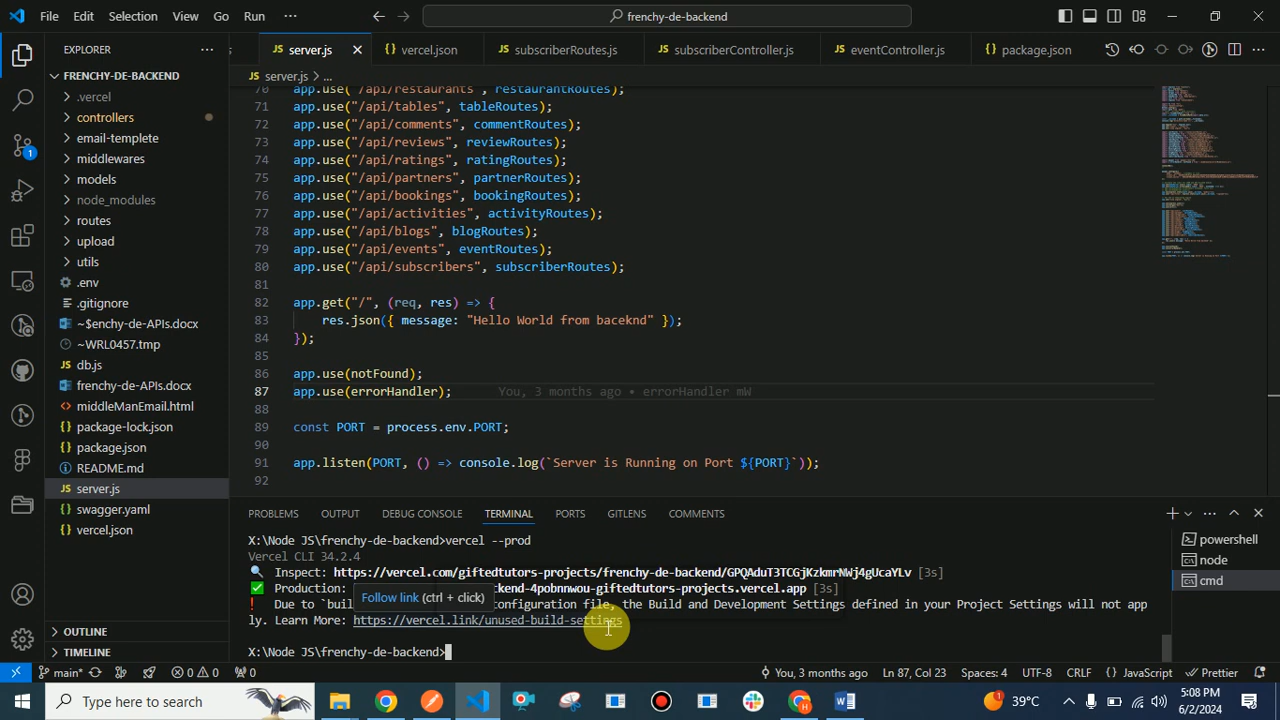 File Edit Selection View Go Run ··· frenchy-de-backend
EXPLORER ··· server.js vercel.json subscriberRoutes.js subscriberController.js eventController.js package.json
FRENCHY-DE-BACKEND
.vercel
controllers
email-templete
middlewares
models
node_modules
routes
upload
utils
.env
.gitignore
~$enchy-de-APIs.docx
~WRL0457.tmp
db.js
frenchy-de-APIs.docx
middleManEmail.html
package-lock.json
package.json
README.md
server.js
swagger.yaml
vercel.json
OUTLINE
TIMELINE
JS server.js > ...
70 app.use("/api/restaurants", restaurantRoutes);
71 app.use("/api/tables", tableRoutes);
72 app.use("/api/comments", commentRoutes);
73 app.use("/api/reviews", reviewRoutes);
74 app.use("/api/ratings", ratingRoutes);
75 app.use("/api/partners", partnerRoutes);
76 app.use("/api/bookings", bookingRoutes);
77 app.use("/api/activities", activityRoutes);
78 app.use("/api/blogs", blogRoutes);
79 app.use("/api/events", eventRoutes);
80 app.use("/api/subscribers", subscriberRoutes);
81
82 app.get("/", (req, res) => {
83 res.json({ message: "Hello World from baceknd" });
84 });
85
86 app.use(notFound);
87 app.use(errorHandler); You, 3 months ago • errorHandler mW
88
89 const PORT = process.env.PORT;
90
91 app.listen(PORT, () => console.log(`Server is Running on Port ${PORT}`));
92
PROBLEMS OUTPUT DEBUG CONSOLE TERMINAL PORTS GITLENS COMMENTS
X:\Node JS\frenchy-de-backend>vercel --prod
Vercel CLI 34.2.4
Inspect: https://vercel.com/giftedtutors-projects/frenchy-de-backend/GPQAduT3TCGjKzkmrNWj4gUcaYLv [3s]
Production: ckend-4pobnnwou-giftedtutors-projects.vercel.app [3s]
Follow link (ctrl + click)
! Due to `buil onfiguration file, the Build and Development Settings defined in your Project Settings will not app
ly. Learn More: https://vercel.link/unused-build-settings
X:\Node JS\frenchy-de-backend>
powershell
node
cmd
main* 0 0 0 You, 3 months ago Ln 87, Col 23 Spaces: 4 UTF-8 CRLF JavaScript Prettier
Type here to search 39°C 5:08 PM
6/2/2024